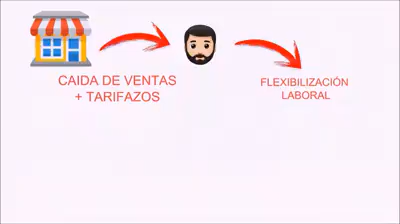 CAIDA DE VENTAS
+ TARIFAZOS
FLEXIBILIZACIÓN
LABORAL